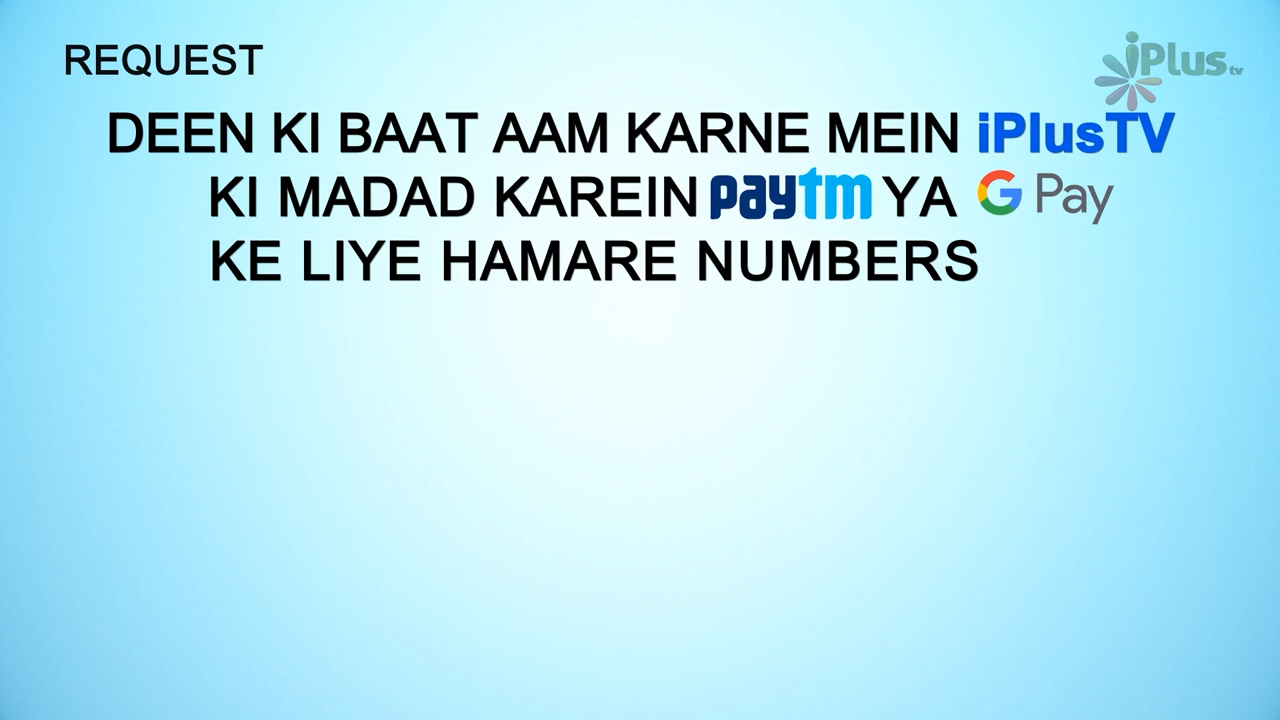 REQUEST
iPlus tv
DEEN KI BAAT AAM KARNE MEIN iPlusTV
KI MADAD KAREIN paytm YA G Pay
KE LIYE HAMARE NUMBERS